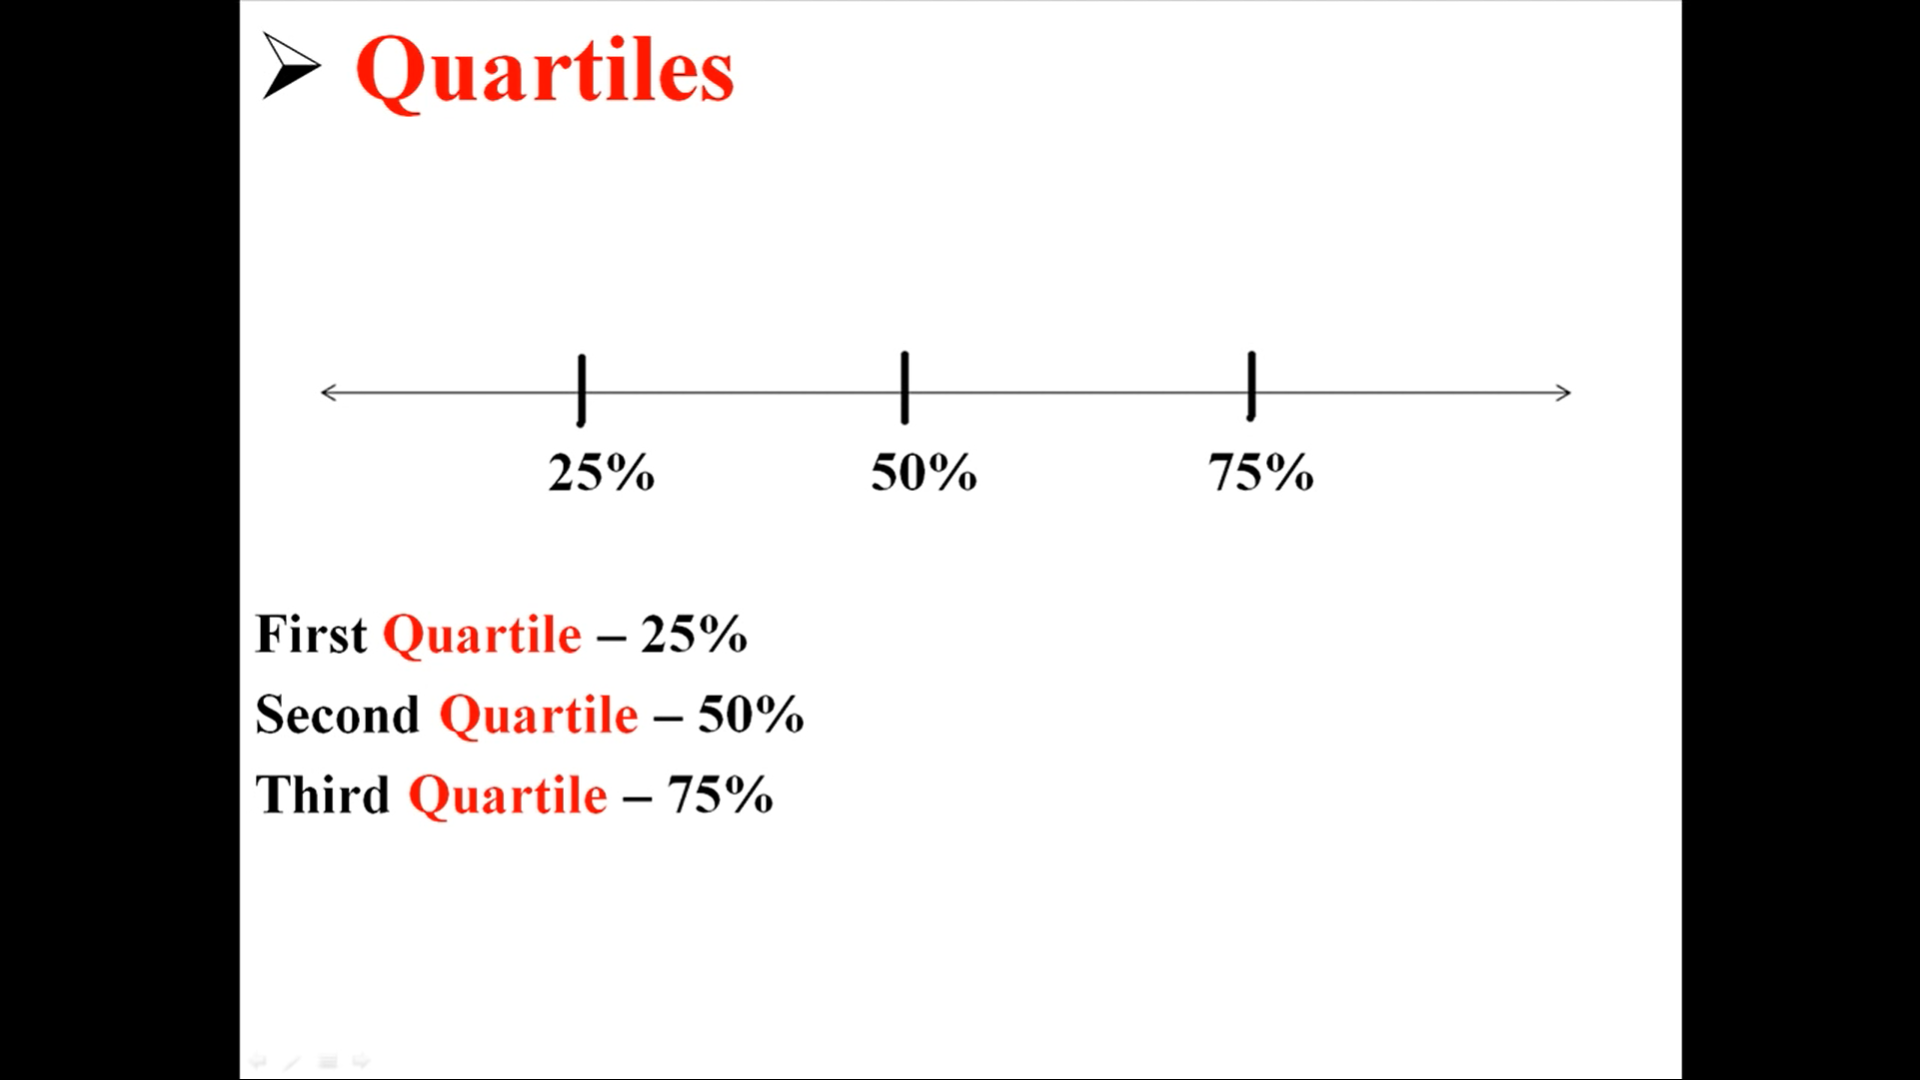 Quartiles
25% 50% 75%
First Quartile – 25%
Second Quartile – 50%
Third Quartile – 75%